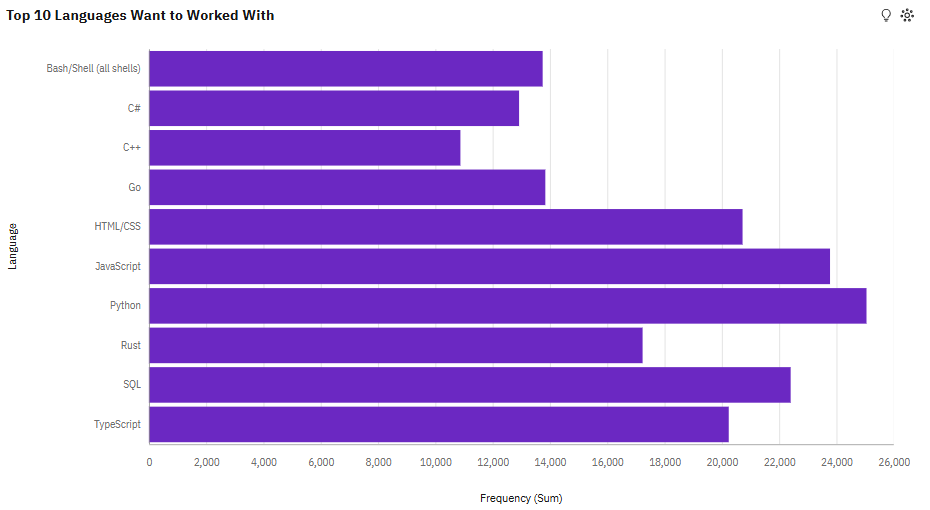 Top 10 Languages Want to Worked With
Language
Bash/Shell (all shells)
C#
C++
Go
HTML/CSS
JavaScript
Python
Rust
SQL
TypeScript
0 2,000 4,000 6,000 8,000 10,000 12,000 14,000 16,000 18,000 20,000 22,000 24,000 26,000
Frequency (Sum)